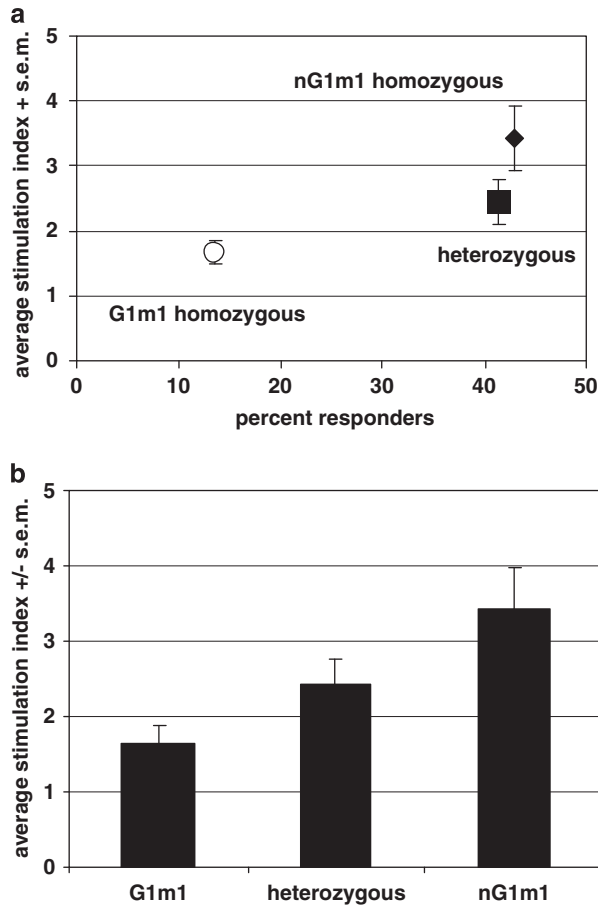 a
average stimulation index + s.e.m.
5
4
3
2
1
0
nG1m1 homozygous
heterozygous
G1m1 homozygous
0 10 20 30 40 50
percent responders
b
average stimulation index +/- s.e.m.
5
4
3
2
1
0
G1m1 heterozygous nG1m1